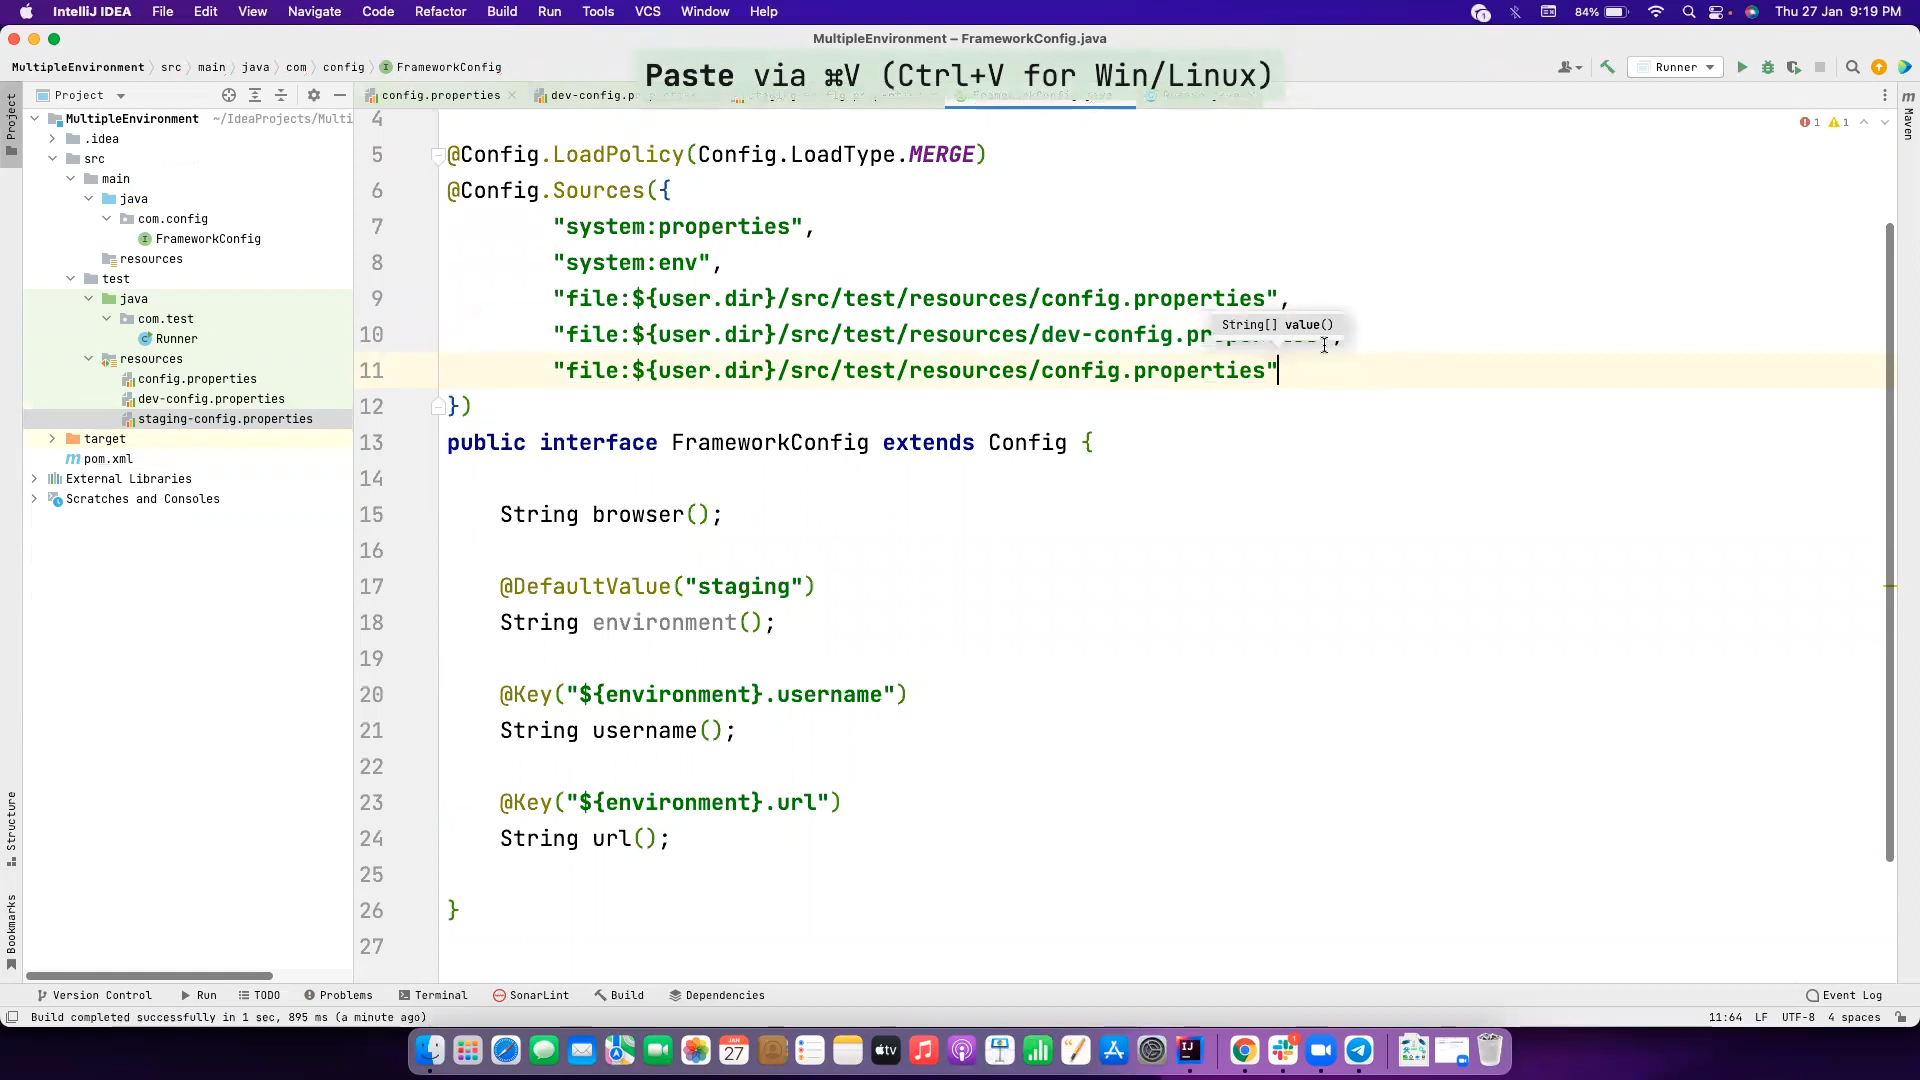 IntelliJ IDEA File Edit View Navigate Code Refactor Build Run Tools VCS Window Help 84% Thu 27 Jan 9:19 PM
MultipleEnvironment – FrameworkConfig.java
MultipleEnvironment src main java com config FrameworkConfig
Paste via ⌘V (Ctrl+V for Win/Linux)
Runner
Project
config.properties
MultipleEnvironment ~/IdeaProjects/Multi
.idea
src
main
java
com.config
FrameworkConfig
resources
test
java
com.test
Runner
resources
config.properties
dev-config.properties
staging-config.properties
target
pom.xml
External Libraries
Scratches and Consoles
Project
Structure
Bookmarks
Maven
1 1
4
5 @Config.LoadPolicy(Config.LoadType.MERGE)
6 @Config.Sources({
7 "system:properties",
8 "system:env",
9 "file:${user.dir}/src/test/resources/config.properties",
String[] value()
10 "file:${user.dir}/src/test/resources/dev-config.pr
11 "file:${user.dir}/src/test/resources/config.properties"
12 })
13 public interface FrameworkConfig extends Config {
14
15 String browser();
16
17 @DefaultValue("staging")
18 String environment();
19
20 @Key("${environment}.username")
21 String username();
22
23 @Key("${environment}.url")
24 String url();
25
26 }
27
Version Control Run TODO Problems Terminal SonarLint Build Dependencies Event Log
Build completed successfully in 1 sec, 895 ms (a minute ago) 11:64 LF UTF-8 4 spaces
JAN
27
tv